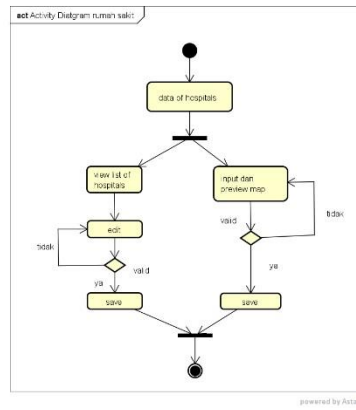 act Activity Diatgram rumah sakit
data of hospitals
view list of
hospitals
input dan
preview map
edit
valid
tidak
tidak
valid
ya
ya
save
save
powered by Asta